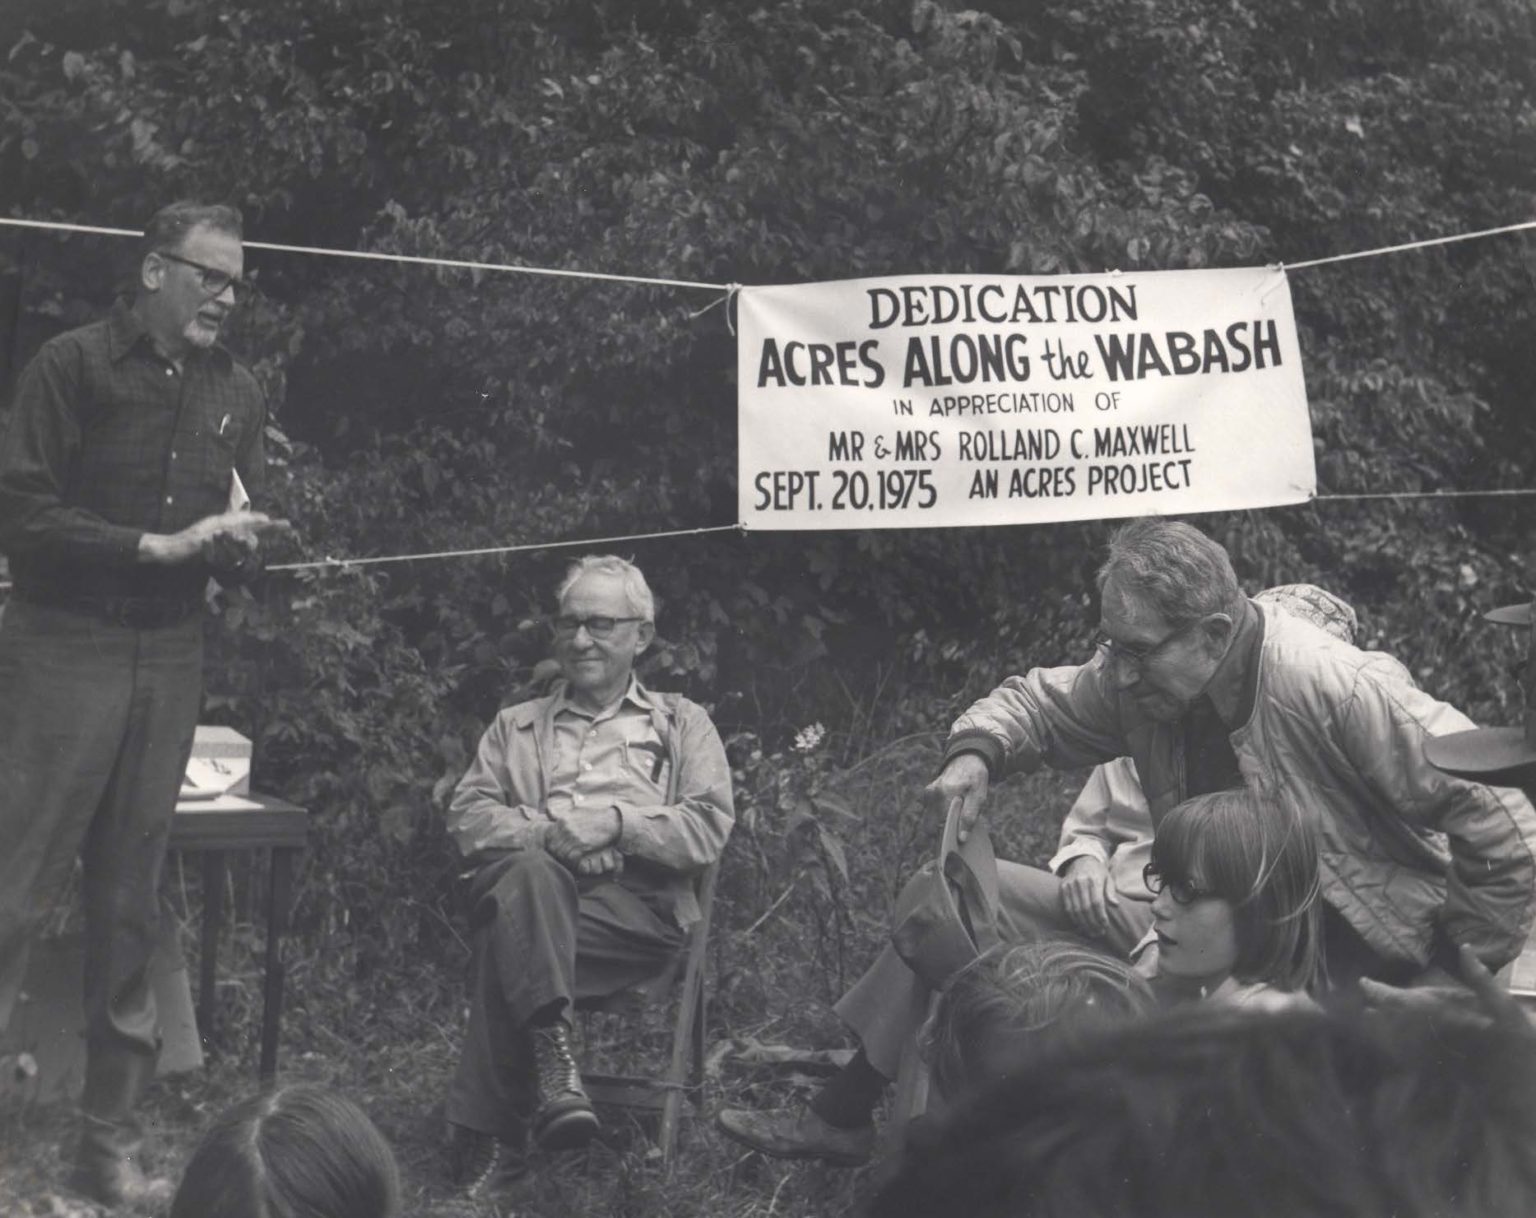 DEDICATION
ACRES ALONG the WABASH
IN APPRECIATION OF
MR & MRS ROLLAND C. MAXWELL
SEPT. 20, 1975 AN ACRES PROJECT